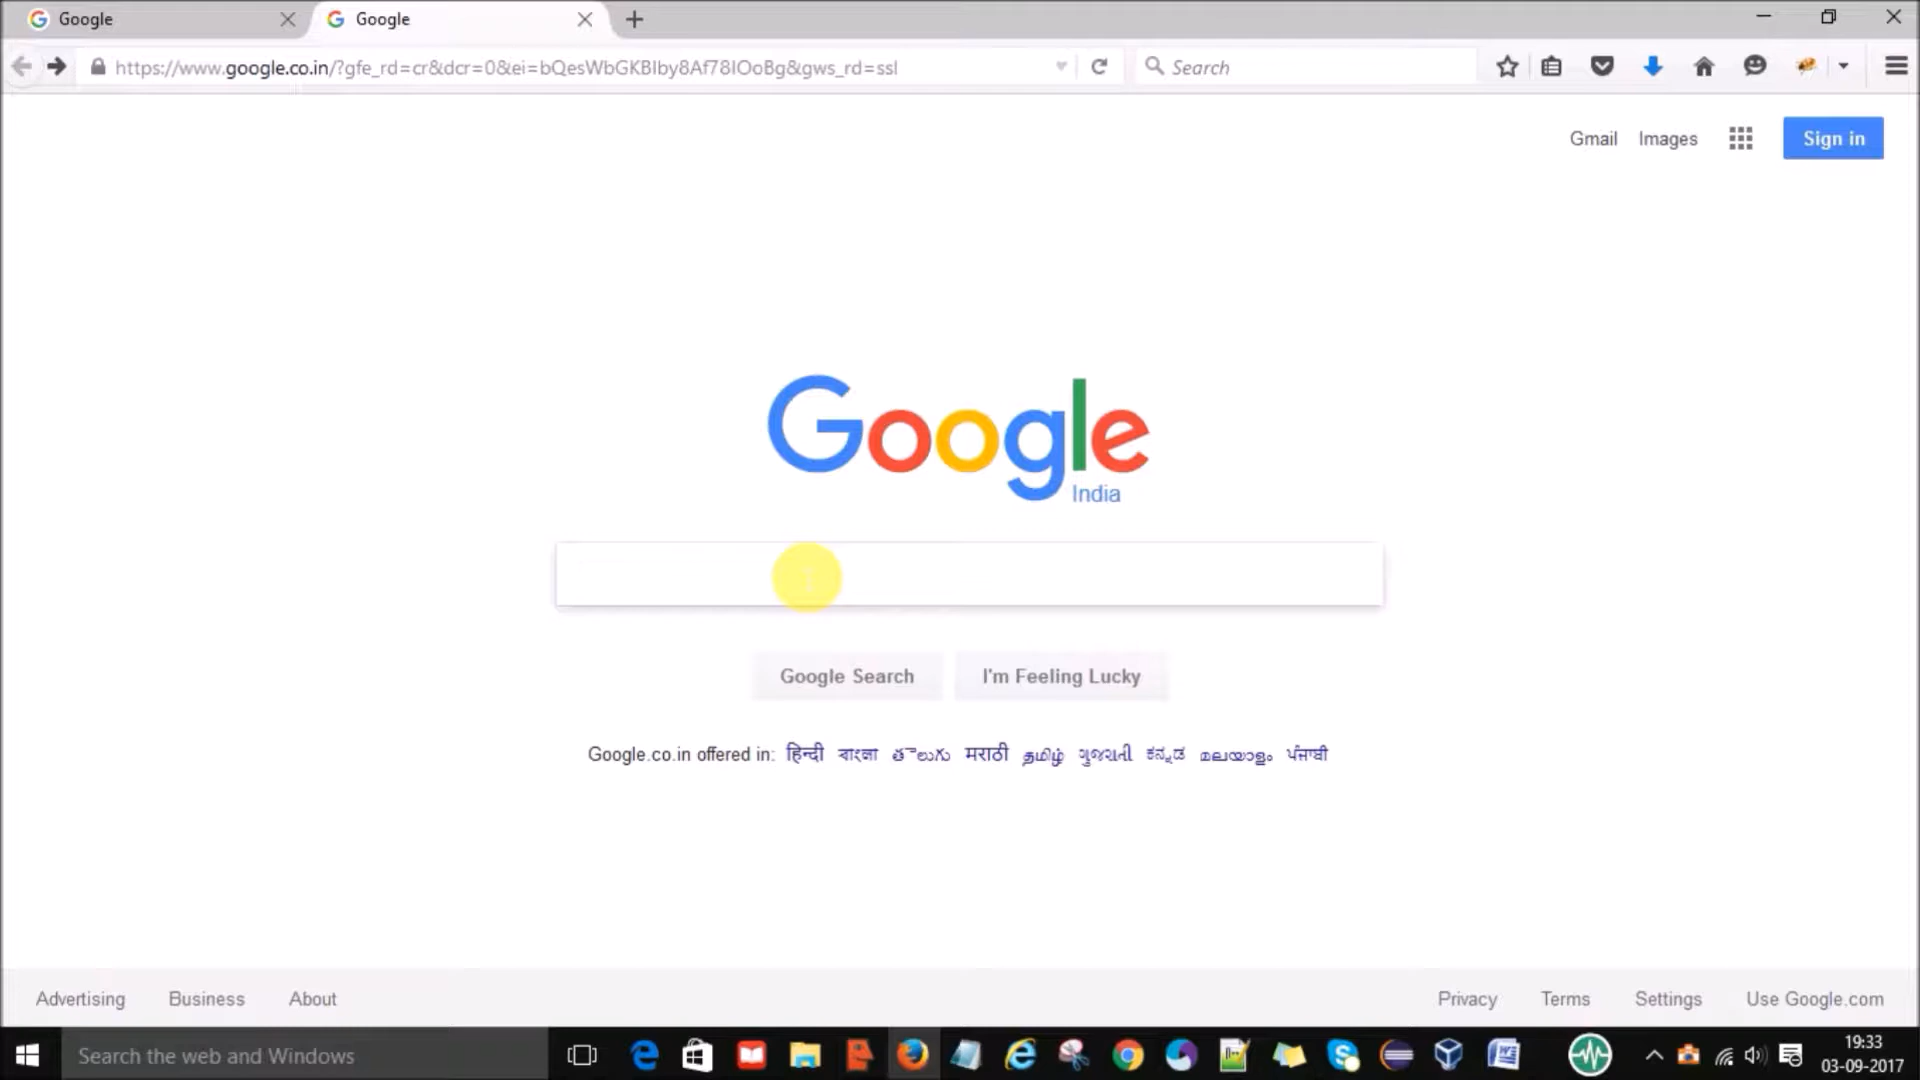 Google
Google
https://www.google.co.in/?gfe_rd=cr&dcr=0&ei=bQesWbGKBIby8Af78IOoBg&gws_rd=ssl
Search
Gmail
Images
Sign in
Google
India
Google Search
I'm Feeling Lucky
Google.co.in offered in: हिन्दी বাংলা తెలుగు मराठी தமிழ் ગુજરાતી ಕನ್ನಡ മലയാളം ਪੰਜਾਬੀ
Advertising
Business
About
Privacy
Terms
Settings
Use Google.com
Search the web and Windows
19:33
03-09-2017